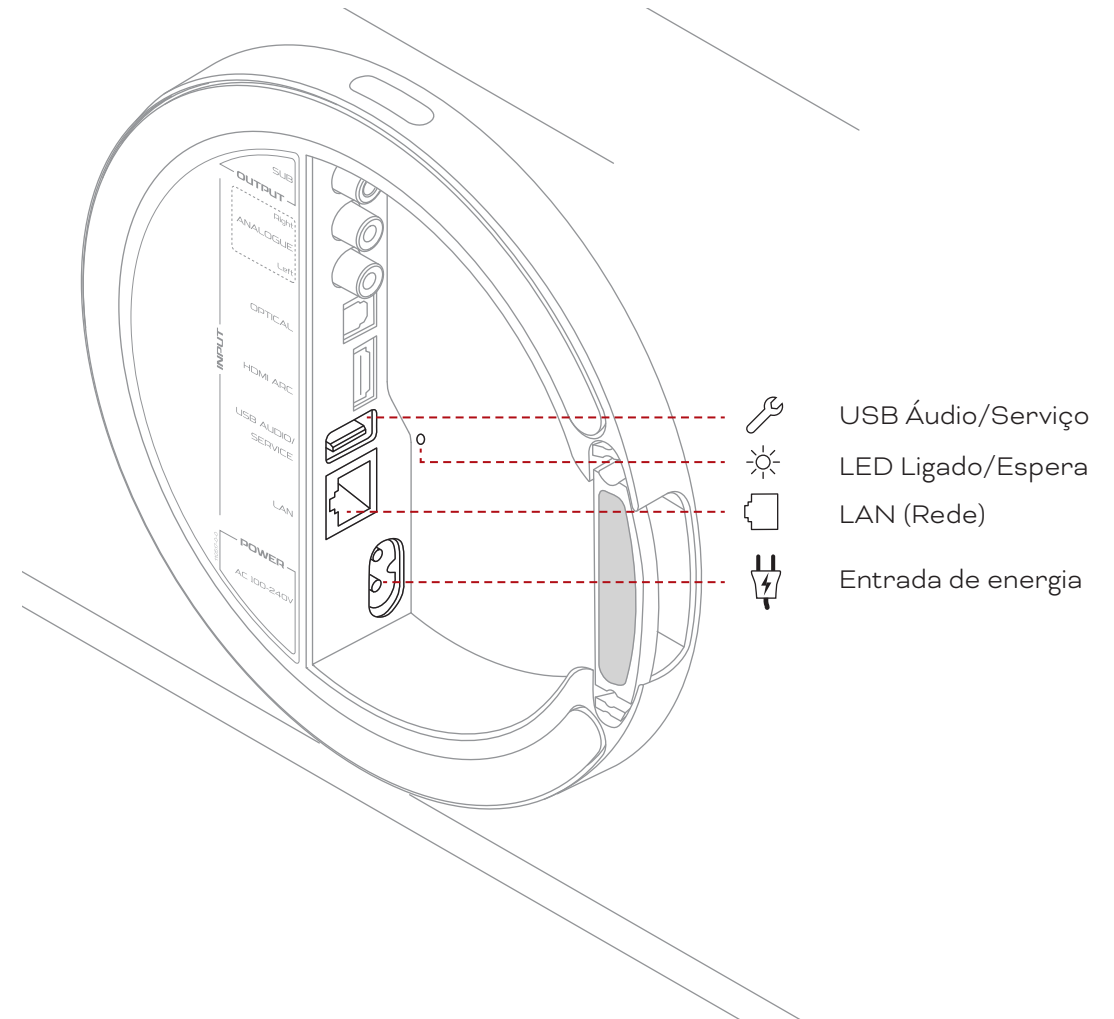 SUB
OUTPUT
Right
ANALOGUE
Left
OPTICAL
INPUT
HDMI ARC
USB AUDIO/
SERVICE
LAN
POWER
AC 100-240V
USB Áudio/Serviço
LED Ligado/Espera
LAN (Rede)
Entrada de energia